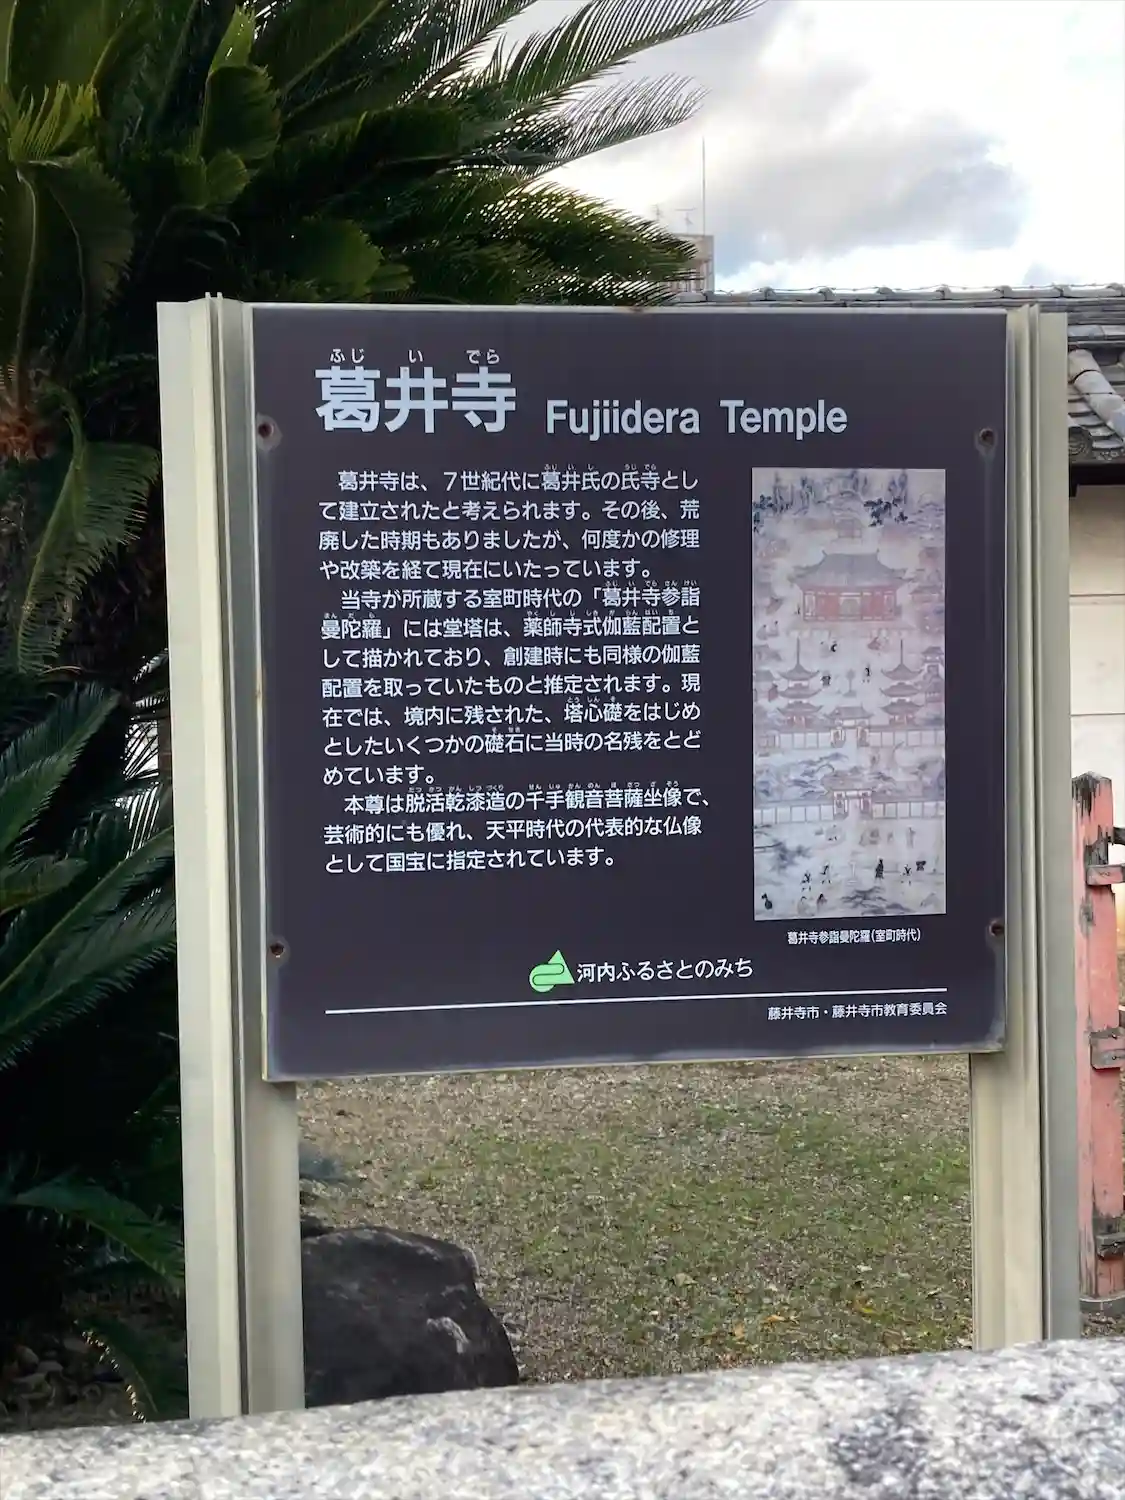 ふじ い でら
葛井寺 Fujiidera Temple
葛井寺は、7世紀代に葛井氏の氏寺とし
て建立されたと考えられます。その後、荒
廃した時期もありましたが、何度かの修理
や改築を経て現在にいたっています。
当寺が所蔵する室町時代の「葛井寺参詣
曼陀羅」には堂塔は、薬師寺式伽藍配置と
して描かれており、創建時にも同様の伽藍
配置を取っていたものと推定されます。現
在では、境内に残された、塔心礎をはじめ
としたいくつかの礎石に当時の名残をとど
めています。
本尊は脱活乾漆造の千手観音菩薩坐像で、
芸術的にも優れ、天平時代の代表的な仏像
として国宝に指定されています。
葛井寺参詣曼陀羅(室町時代)
河内ふるさとのみち
藤井寺市・藤井寺市教育委員会